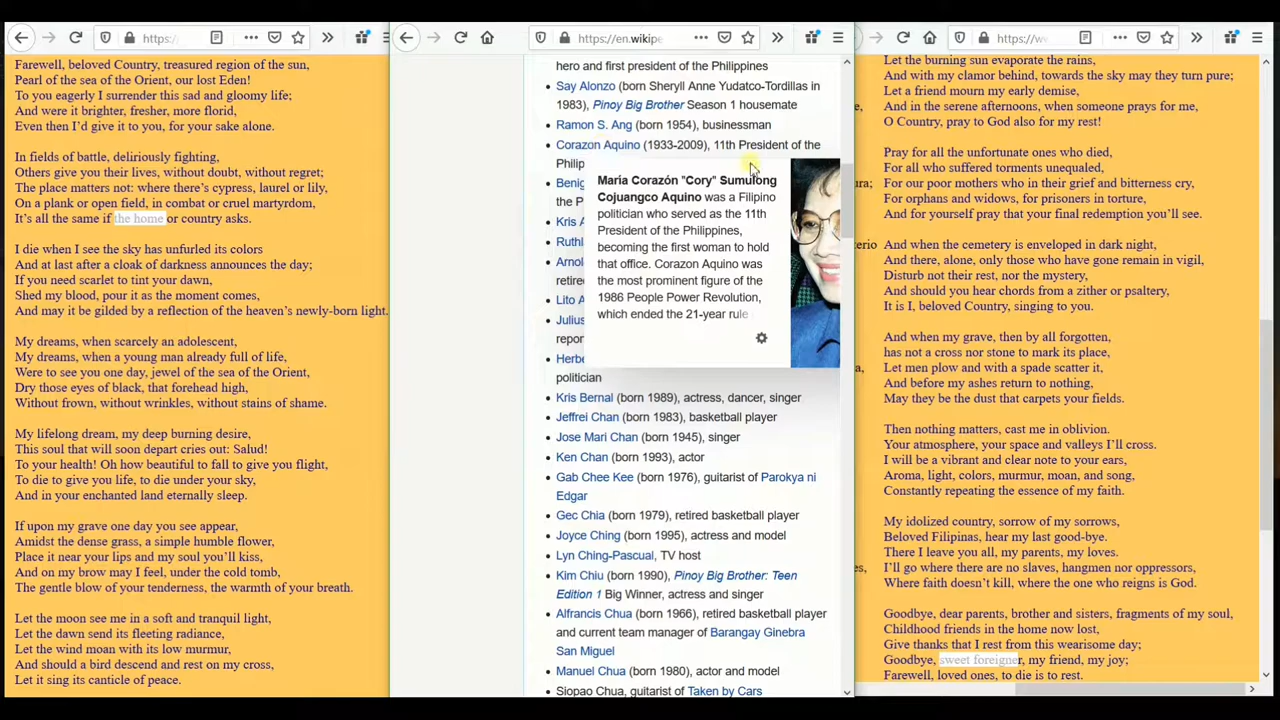 https://
https://en.wikipe
https://we
Farewell, beloved Country, treasured region of the sun,
Pearl of the sea of the Orient, our lost Eden!
To you eagerly I surrender this sad and gloomy life;
And were it brighter, fresher, more florid,
Even then I'd give it to you, for your sake alone.
In fields of battle, deliriously fighting,
Others give you their lives, without doubt, without regret;
The place matters not: where there's cypress, laurel or lily,
On a plank or open field, in combat or cruel martyrdom,
It's all the same if the home or country asks.
I die when I see the sky has unfurled its colors
And at last after a cloak of darkness announces the day;
If you need scarlet to tint your dawn,
Shed my blood, pour it as the moment comes,
And may it be gilded by a reflection of the heaven's newly-born light.
My dreams, when scarcely an adolescent,
My dreams, when a young man already full of life,
Were to see you one day, jewel of the sea of the Orient,
Dry those eyes of black, that forehead high,
Without frown, without wrinkles, without stains of shame.
My lifelong dream, my deep burning desire,
This soul that will soon depart cries out: Salud!
To your health! Oh how beautiful to fall to give you flight,
To die to give you life, to die under your sky,
And in your enchanted land eternally sleep.
If upon my grave one day you see appear,
Amidst the dense grass, a simple humble flower,
Place it near your lips and my soul you'll kiss,
And on my brow may I feel, under the cold tomb,
The gentle blow of your tenderness, the warmth of your breath.
Let the moon see me in a soft and tranquil light,
Let the dawn send its fleeting radiance,
Let the wind moan with its low murmur,
And should a bird descend and rest on my cross,
Let it sing its canticle of peace.
hero and first president of the Philippines
Say Alonzo (born Sheryll Anne Yudatco-Tordillas in
1983), Pinoy Big Brother Season 1 housemate
Ramon S. Ang (born 1954), businessman
Corazon Aquino (1933-2009), 11th President of the
Philip
Benig
the P
Kris A
Ruthl
Arnol
retire
Lito A
Julius
repor
Herbe
politician
María Corazón "Cory" Sumulong
Cojuangco Aquino was a Filipino
politician who served as the 11th
President of the Philippines,
becoming the first woman to hold
that office. Corazon Aquino was
the most prominent figure of the
1986 People Power Revolution,
which ended the 21-year rule
Kris Bernal (born 1989), actress, dancer, singer
Jeffrei Chan (born 1983), basketball player
Jose Mari Chan (born 1945), singer
Ken Chan (born 1993), actor
Gab Chee Kee (born 1976), guitarist of Parokya ni
Edgar
Gec Chia (born 1979), retired basketball player
Joyce Ching (born 1995), actress and model
Lyn Ching-Pascual, TV host
Kim Chiu (born 1990), Pinoy Big Brother: Teen
Edition 1 Big Winner, actress and singer
Alfrancis Chua (born 1966), retired basketball player
and current team manager of Barangay Ginebra
San Miguel
Manuel Chua (born 1980), actor and model
Siopao Chua, guitarist of Taken by Cars
ura;
erio
a,
es,
Let the burning sun evaporate the rains,
And with my clamor behind, towards the sky may they turn pure;
Let a friend mourn my early demise,
And in the serene afternoons, when someone prays for me,
O Country, pray to God also for my rest!
Pray for all the unfortunate ones who died,
For all who suffered torments unequaled,
For our poor mothers who in their grief and bitterness cry,
For orphans and widows, for prisoners in torture,
And for yourself pray that your final redemption you'll see.
And when the cemetery is enveloped in dark night,
And there, alone, only those who have gone remain in vigil,
Disturb not their rest, nor the mystery,
And should you hear chords from a zither or psaltery,
It is I, beloved Country, singing to you.
And when my grave, then by all forgotten,
has not a cross nor stone to mark its place,
Let men plow and with a spade scatter it,
And before my ashes return to nothing,
May they be the dust that carpets your fields.
Then nothing matters, cast me in oblivion.
Your atmosphere, your space and valleys I'll cross.
I will be a vibrant and clear note to your ears,
Aroma, light, colors, murmur, moan, and song,
Constantly repeating the essence of my faith.
My idolized country, sorrow of my sorrows,
Beloved Filipinas, hear my last good-bye.
There I leave you all, my parents, my loves.
I'll go where there are no slaves, hangmen nor oppressors,
Where faith doesn't kill, where the one who reigns is God.
Goodbye, dear parents, brother and sisters, fragments of my soul,
Childhood friends in the home now lost,
Give thanks that I rest from this wearisome day;
Goodbye, sweet foreigner, my friend, my joy;
Farewell, loved ones, to die is to rest.